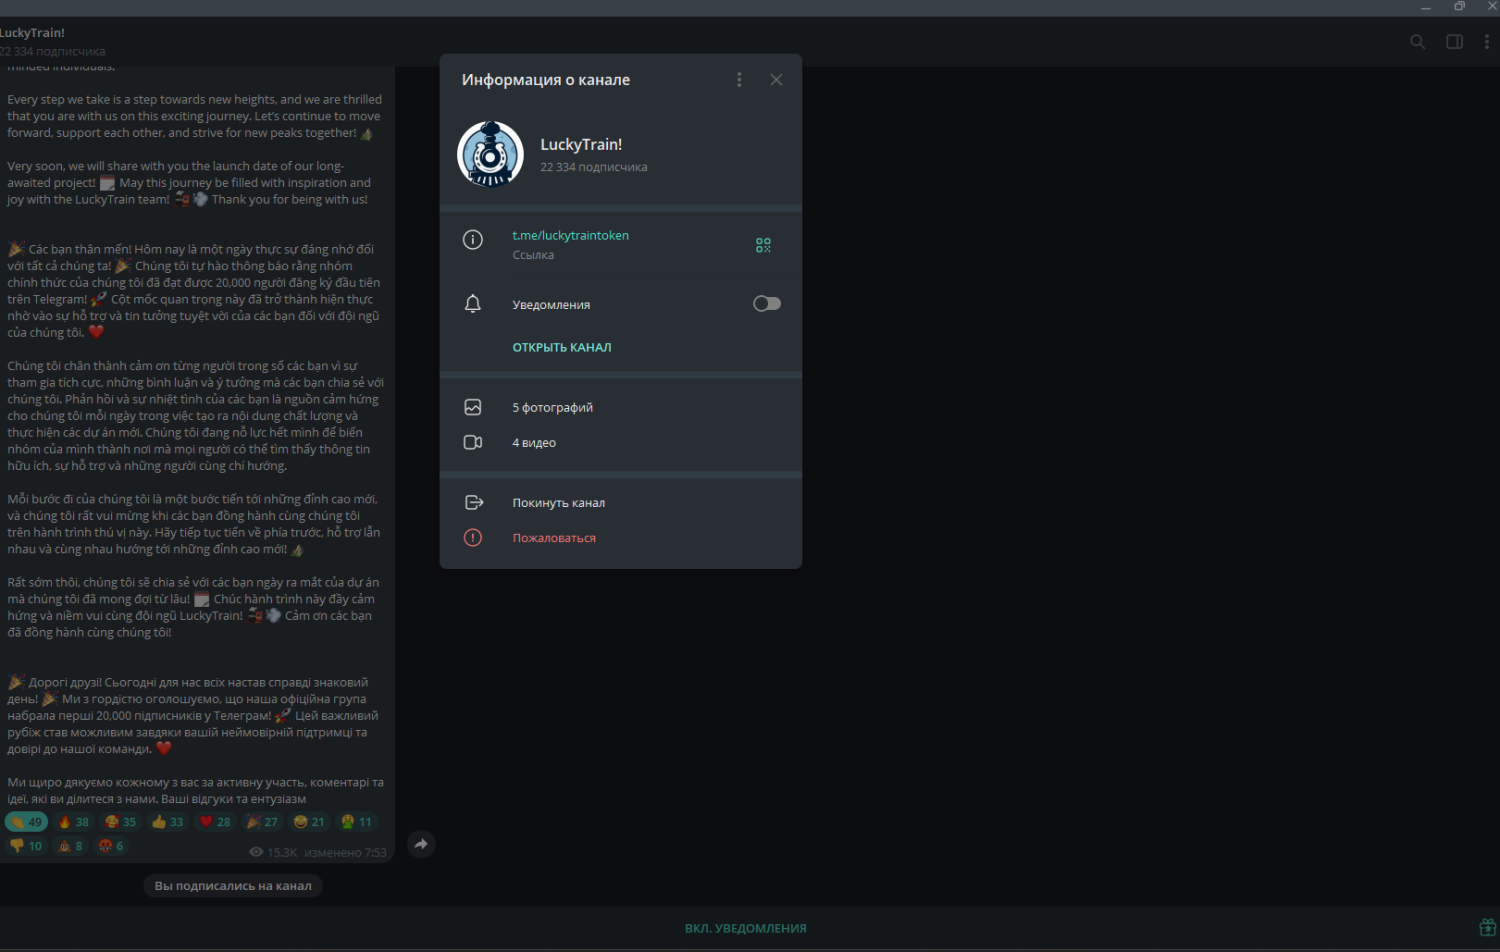 LuckyTrain!
22 334 подписчика
minded individuals.
Every step we take is a step towards new heights, and we are thrilled
that you are with us on this exciting journey. Let's continue to move
forward, support each other, and strive for new peaks together!
Very soon, we will share with you the launch date of our long-
awaited project! May this journey be filled with inspiration and
joy with the LuckyTrain team! Thank you for being with us!
Các bạn thân mến! Hôm nay là một ngày thực sự đáng nhớ đối
với tất cả chúng ta! Chúng tôi tự hào thông báo rằng nhóm
chính thức của chúng tôi đã đạt được 20,000 người đăng ký đầu tiên
trên Telegram! Cột mốc quan trọng này đã trở thành hiện thực
nhờ vào sự hỗ trợ và tin tưởng tuyệt vời của các bạn đối với đội ngũ
của chúng tôi.
Chúng tôi chân thành cảm ơn từng người trong số các bạn vì sự
tham gia tích cực, những bình luận và ý tưởng mà các bạn chia sẻ với
chúng tôi. Phản hồi và sự nhiệt tình của các bạn là nguồn cảm hứng
cho chúng tôi mỗi ngày trong việc tạo ra nội dung chất lượng và
thực hiện các dự án mới. Chúng tôi đang nỗ lực hết mình để biến
nhóm của mình thành nơi mà mọi người có thể tìm thấy thông tin
hữu ích, sự hỗ trợ và những người cùng chí hướng.
Mỗi bước đi của chúng tôi là một bước tiến tới những đỉnh cao mới,
và chúng tôi rất vui mừng khi các bạn đồng hành cùng chúng tôi
trên hành trình thú vị này. Hãy tiếp tục tiến về phía trước, hỗ trợ lẫn
nhau và cùng nhau hướng tới những đỉnh cao mới!
Rất sớm thôi, chúng tôi sẽ chia sẻ với các bạn ngày ra mắt của dự án
mà chúng tôi đã mong đợi từ lâu! Chúc hành trình này đầy cảm
hứng và niềm vui cùng đội ngũ LuckyTrain! Cảm ơn các bạn
đã đồng hành cùng chúng tôi!
Дорогі друзі! Сьогодні для нас всіх настав справді знаковий
день! Ми з гордістю оголошуємо, що наша офіційна група
набрала перші 20,000 підписників у Телеграм! Цей важливий
рубіж став можливим завдяки вашій неймовірній підтримці та
довірі до нашої команди.
Ми щиро дякуємо кожному з вас за активну участь, коментарі та
ідеї, які ви ділитеся з нами. Ваші відгуки та ентузіазм
49 38 35 33 28 27 21 11
10 8 6
15.3K изменено 7:53
Вы подписались на канал
Информация о канале
LuckyTrain!
22 334 подписчика
t.me/luckytraintoken
Ссылка
Уведомления
ОТКРЫТЬ КАНАЛ
5 фотографий
4 видео
Покинуть канал
Пожаловаться
ВКЛ. УВЕДОМЛЕНИЯ